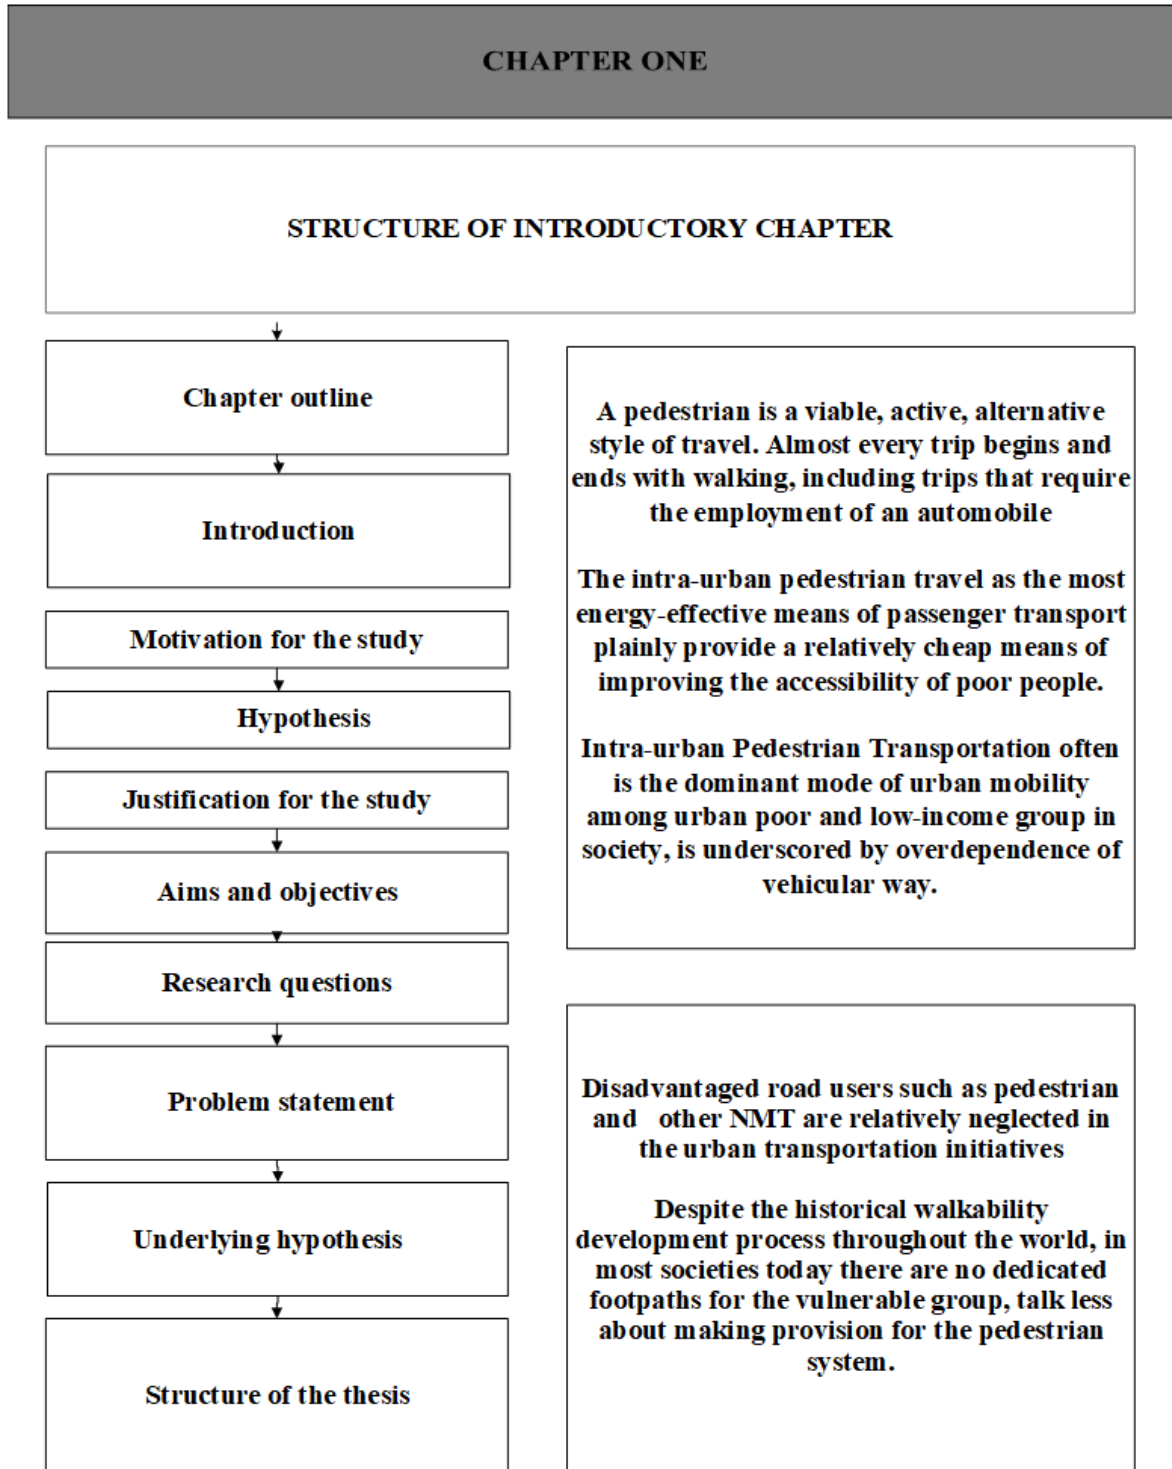 CHAPTER ONE
STRUCTURE OF INTRODUCTORY CHAPTER
Chapter outline
Introduction
Motivation for the study
Hypothesis
Justification for the study
Aims and objectives
Research questions
Problem statement
Underlying hypothesis
Structure of the thesis
A pedestrian is a viable, active, alternative
style of travel. Almost every trip begins and
ends with walking, including trips that require
the employment of an automobile
The intra-urban pedestrian travel as the most
energy-effective means of passenger transport
plainly provide a relatively cheap means of
improving the accessibility of poor people.
Intra-urban Pedestrian Transportation often
is the dominant mode of urban mobility
among urban poor and low-income group in
society, is underscored by overdependence of
vehicular way.
Disadvantaged road users such as pedestrian
and other NMT are relatively neglected in
the urban transportation initiatives
Despite the historical walkability
development process throughout the world, in
most societies today there are no dedicated
footpaths for the vulnerable group, talk less
about making provision for the pedestrian
system.